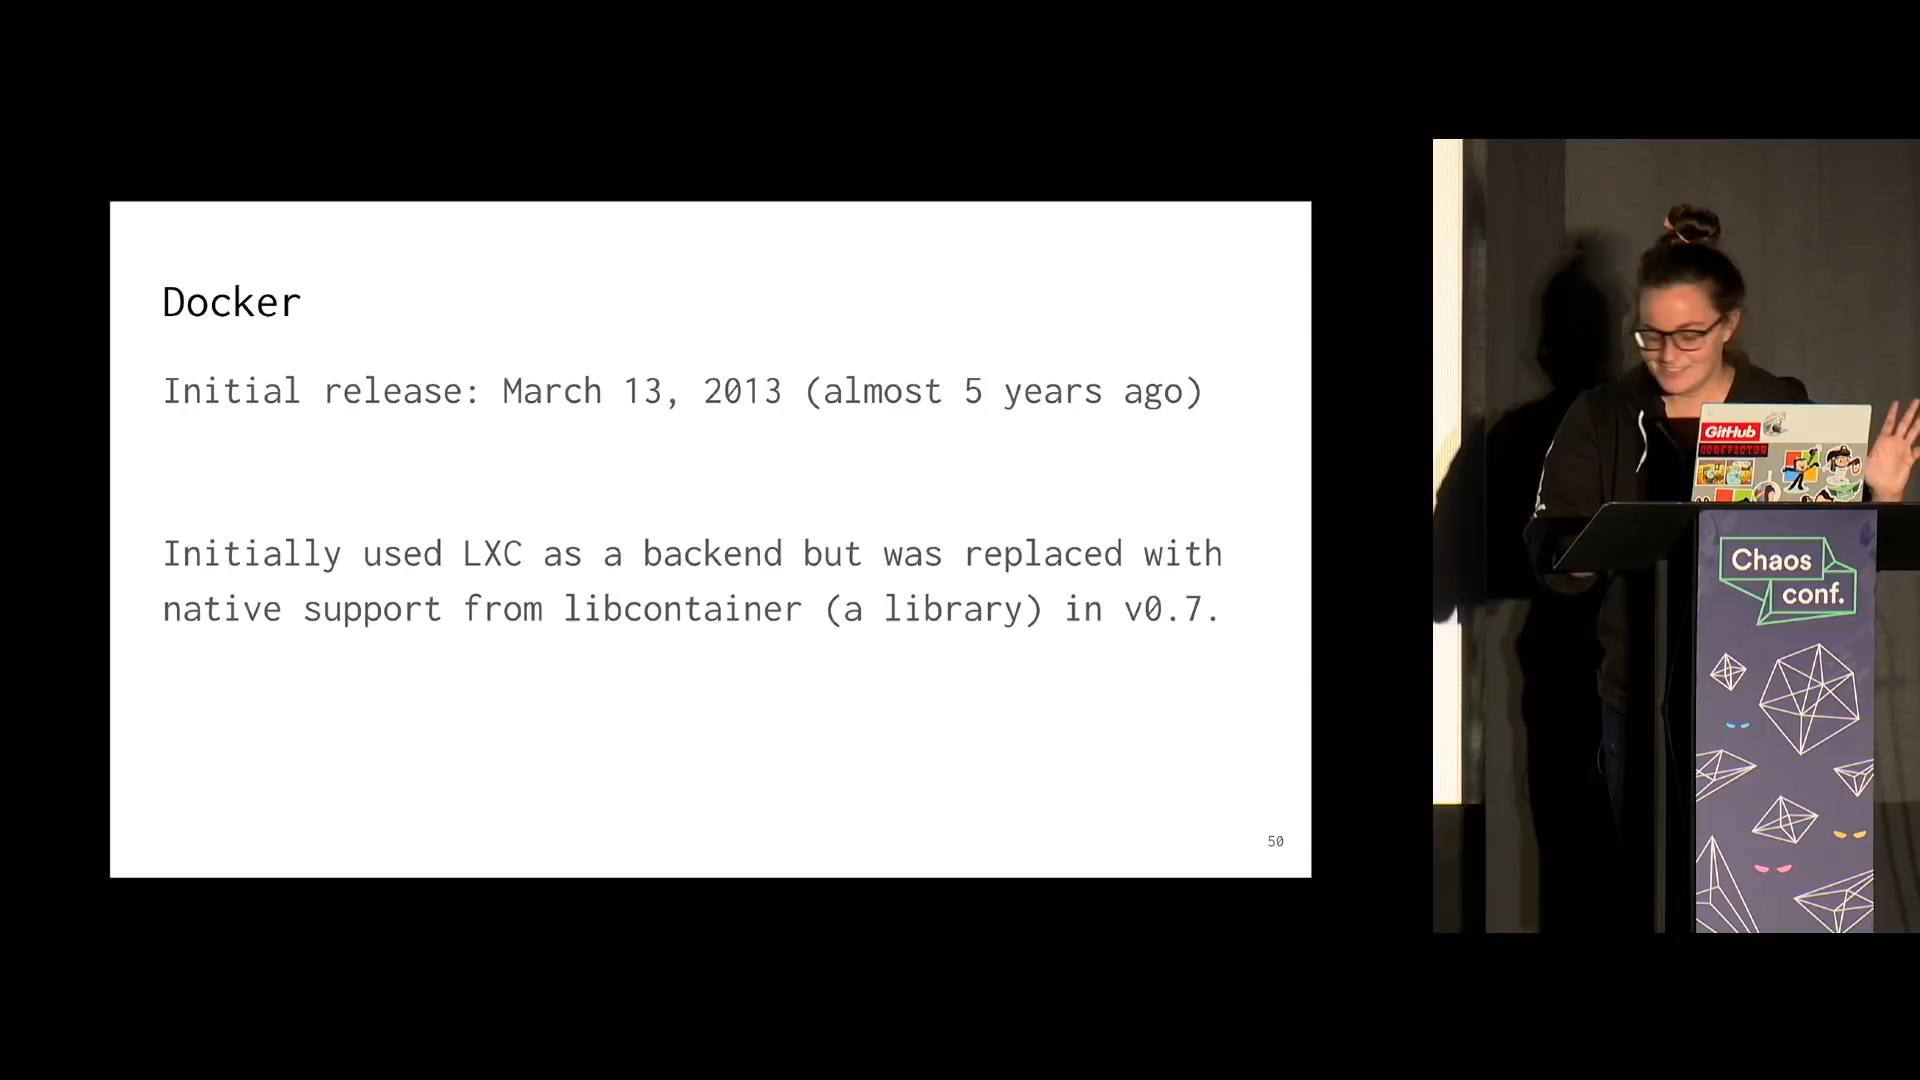 Docker
Initial release: March 13, 2013 (almost 5 years ago)
Initially used LXC as a backend but was replaced with
native support from libcontainer (a library) in v0.7.
50
GitHub
Chaos
conf.